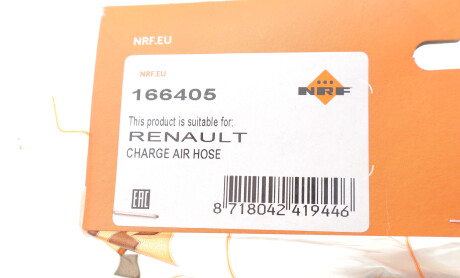 NRF.EU
NRF.EU
NRF
166405
This product is suitable for:
RENAULT
CHARGE AIR HOSE
EAC
8 718042 419446